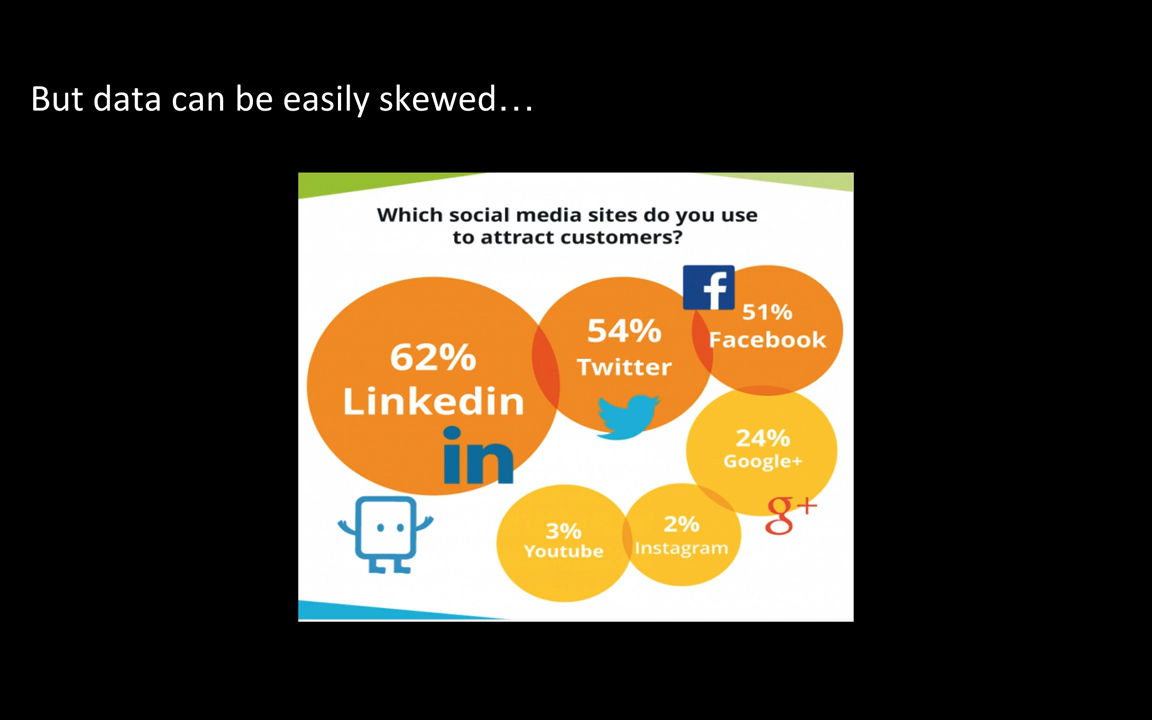 But data can be easily skewed…
Which social media sites do you use
to attract customers?
62%
Linkedin
in
54%
Twitter
f
51%
Facebook
24%
Google+
g+
3%
Youtube
2%
Instagram